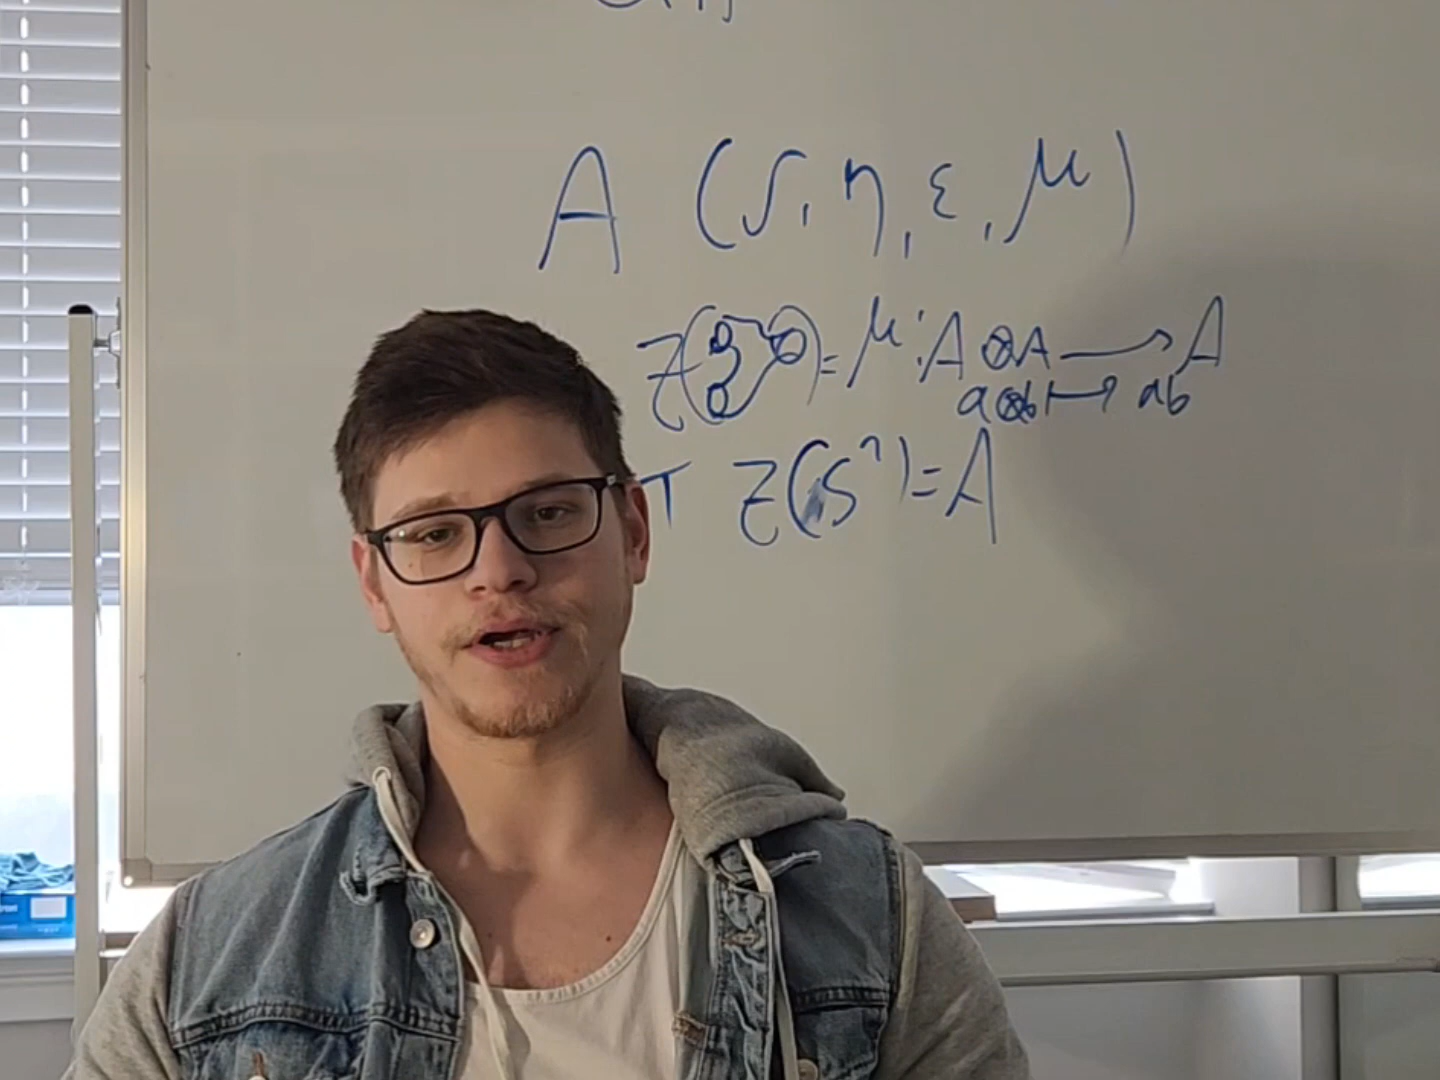 A (δ, η, ε, μ)
Z( )= μ: A ⊗ A → A
a⊗b ↦ ab
T Z(S¹)=A